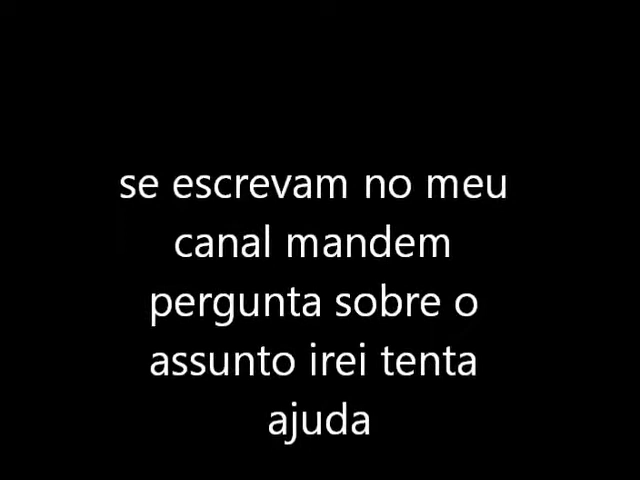 se escrevam no meu
canal mandem
pergunta sobre o
assunto irei tenta
ajuda